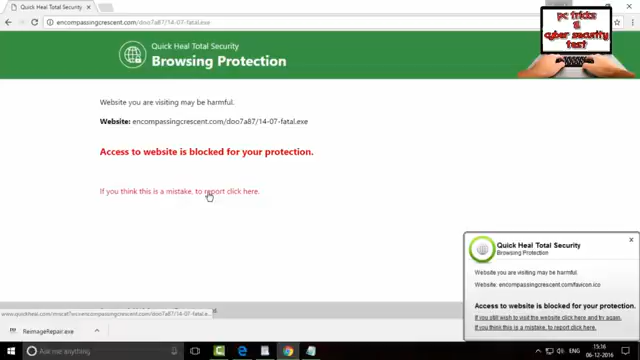 Quick Heal Total Security
encompassingcrescent.com/doo7a87/14-07-fatal.exe
pc tricks
&
cyber security
test
Quick Heal Total Security
Browsing Protection
Website you are visiting may be harmful.
Website: encompassingcrescent.com/doo7a87/14-07-fatal.exe
Access to website is blocked for your protection.
If you think this is a mistake, to report click here.
Quick Heal Total Security
Browsing Protection
Website you are visiting may be harmful.
Website: encompassingcrescent.com/favicon.ico
Access to website is blocked for your protection.
If you still wish to visit the website click here and try again.
If you think this is a mistake, to report click here.
ReimageRepair.exe
Ask me anything
ENG
15:16
06-12-2016